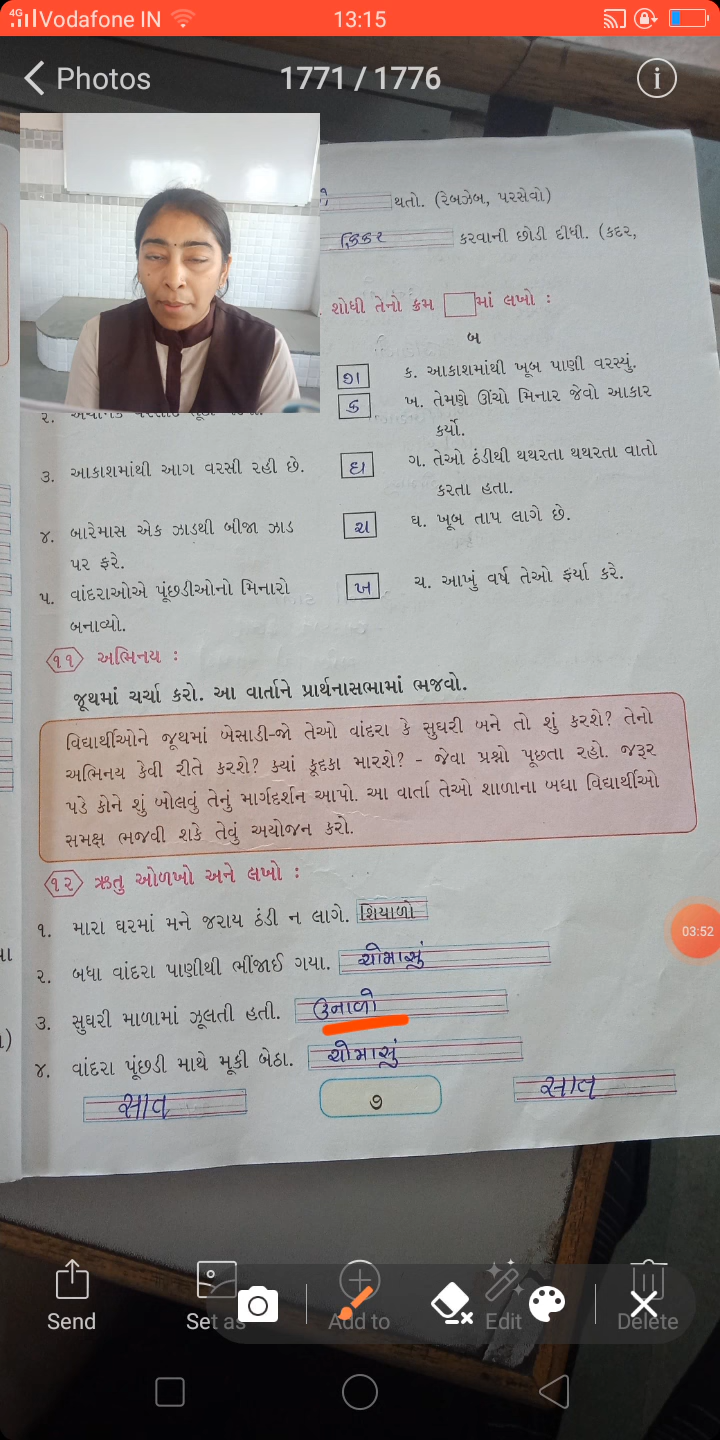 4G Vodafone IN 13:15
Photos 1771 / 1776
થતો. (રેબઝેબ, પરસેવો)
ફિકર કરવાની છોડી દીધી. (કદર,
શોધી તેનો ક્રમ માં લખો :
બ
ગ ક. આકાશમાંથી ખૂબ પાણી વરસ્યું.
૨. ક ખ. તેમણે ઊંચો મિનાર જેવો આકાર
કર્યો.
૩. આકાશમાંથી આગ વરસી રહી છે. ઘ ગ. તેઓ ઠંડીથી થથરતા થથરતા વાતો
કરતા હતા.
૪. બારેમાસ એક ઝાડથી બીજા ઝાડ ચ ઘ. ખૂબ તાપ લાગે છે.
પર ફરે.
૫. વાંદરાઓએ પૂંછડીઓનો મિનારો ખ ચ. આખું વર્ષ તેઓ ફર્યા કરે.
બનાવ્યો.
૧૧ અભિનય :
જૂથમાં ચર્ચા કરો. આ વાર્તાને પ્રાર્થનાસભામાં ભજવો.
વિદ્યાર્થીઓને જૂથમાં બેસાડી-જો તેઓ વાંદરા કે સુઘરી બને તો શું કરશે? તેનો
અભિનય કેવી રીતે કરશે? ક્યાં કૂદકા મારશે? - જેવા પ્રશ્નો પૂછતા રહો. જરૂર
પડે કોને શું બોલવું તેનું માર્ગદર્શન આપો. આ વાર્તા તેઓ શાળાના બધા વિદ્યાર્થીઓ
સમક્ષ ભજવી શકે તેવું અયોજન કરો.
૧૨ ઋતુ ઓળખો અને લખો :
૧. મારા ઘરમાં મને જરાય ઠંડી ન લાગે. શિયાળો
૨. બધા વાંદરા પાણીથી ભીંજાઈ ગયા. ચોમાસું
૩. સુઘરી માળામાં ઝૂલતી હતી. ઉનાળો
03:52
૪. વાંદરા પૂંછડી માથે મૂકી બેઠા. ચોમાસું
સાત ૭ સાત
Send Set as Add to Edit Delete